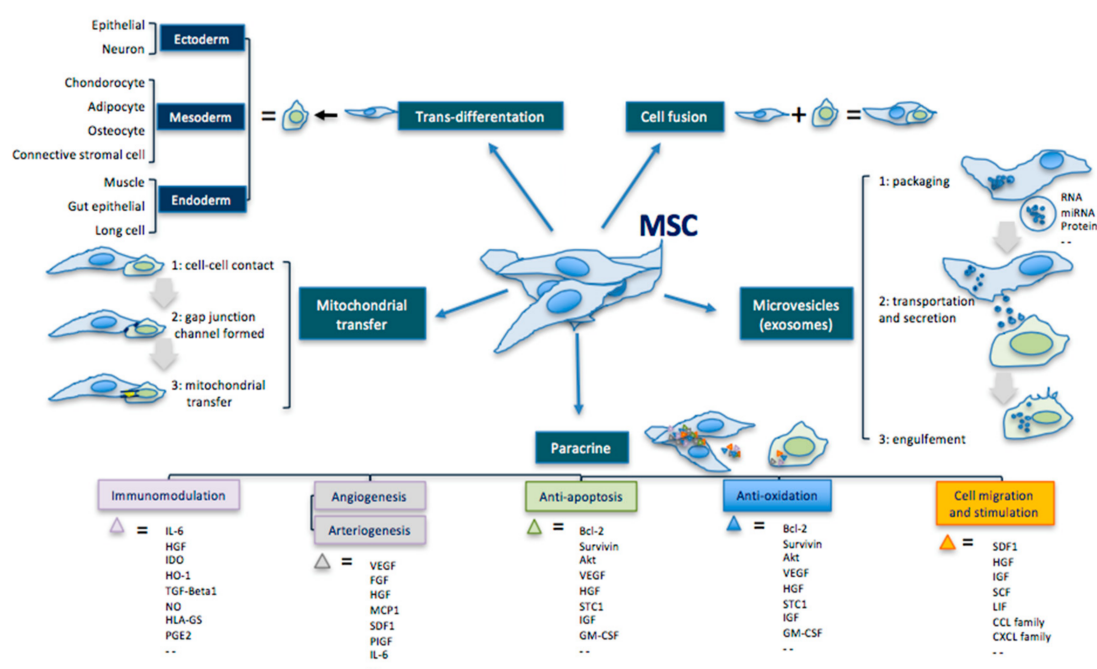 Epithelial
Neuron
Ectoderm
Chondorocyte
Adipocyte
Osteocyte
Connective stromal cell
Mesoderm
Muscle
Gut epithelial
Long cell
Endoderm
=
Trans-differentation
Cell fusion
+
=
MSC
1: cell-cell contact
2: gap junction
channel formed
3: mitochondrial
transfer
Mitochondrial
transfer
Microvesicles
(exosomes)
1: packaging
RNA
miRNA
Protein
- -
2: transportation
and secretion
3: engulfement
Paracrine
Immunomodulation
=
IL-6
HGF
IDO
HO-1
TGF-Beta1
NO
HLA-GS
PGE2
- -
Angiogenesis
Arteriogenesis
=
VEGF
FGF
HGF
MCP1
SDF1
PIGF
IL-6
Anti-apoptosis
=
Bcl-2
Survivin
Akt
VEGF
HGF
STC1
IGF
GM-CSF
- -
Anti-oxidation
=
Bcl-2
Survivin
Akt
VEGF
HGF
STC1
IGF
GM-CSF
- -
Cell migration
and stimulation
=
SDF1
HGF
IGF
SCF
LIF
CCL family
CXCL family
- -